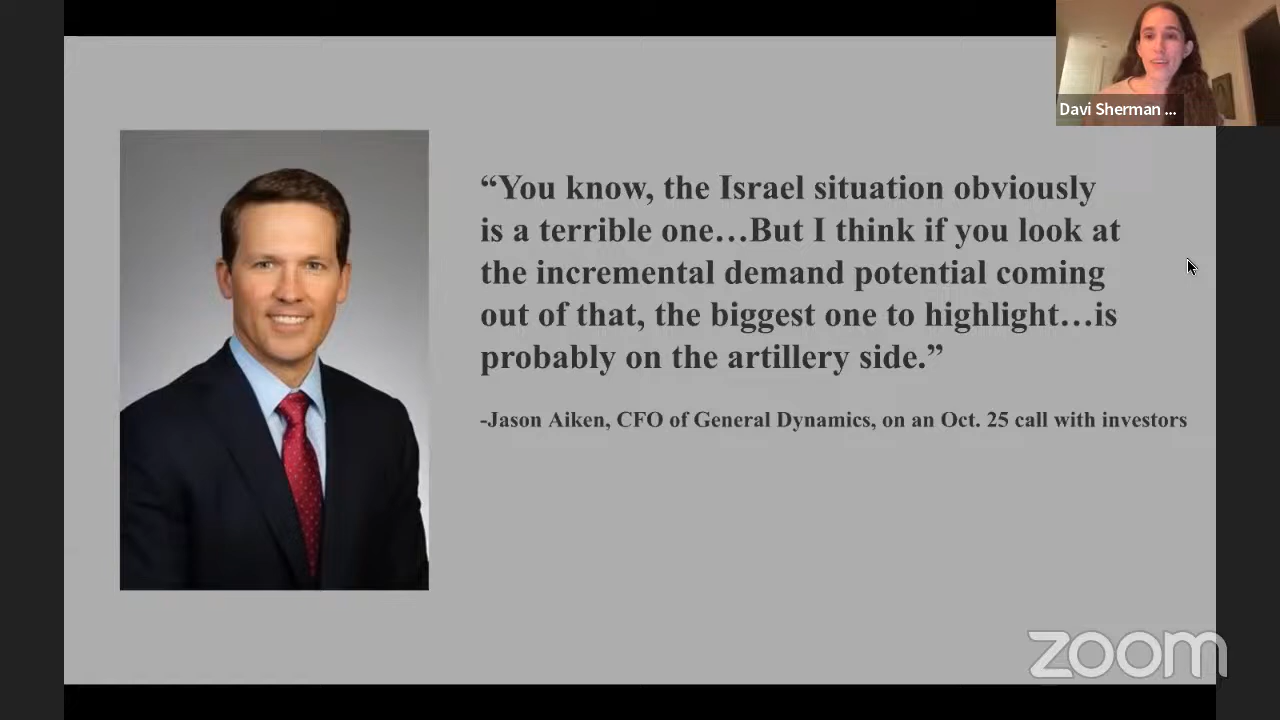 Davi Sherman ...
“You know, the Israel situation obviously
is a terrible one…But I think if you look at
the incremental demand potential coming
out of that, the biggest one to highlight…is
probably on the artillery side.”
-Jason Aiken, CFO of General Dynamics, on an Oct. 25 call with investors
zoom